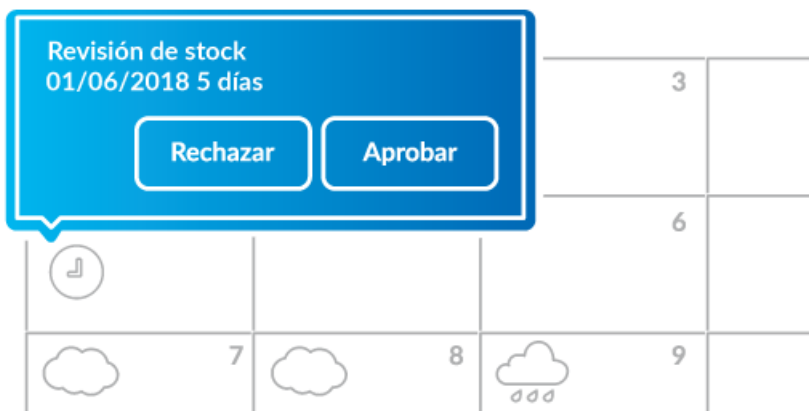 Revisión de stock
01/06/2018 5 días
Rechazar Aprobar
3
6
7 8 9